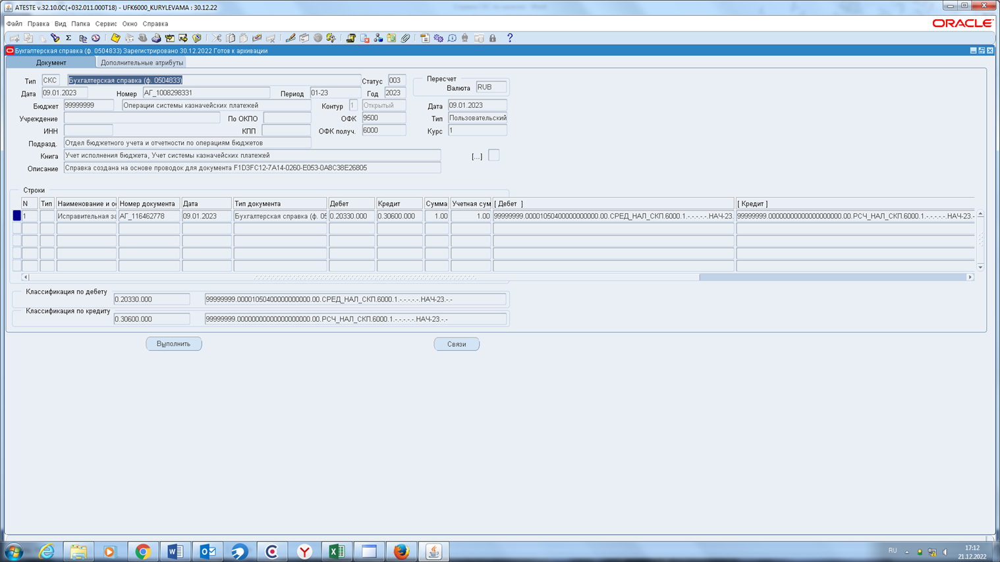 ATESTE v.32.10.0C(+032.011.000T18) - UFK6000_KURYLEVAMA : 30.12.22
Файл Правка Вид Папка Сервис Окно Справка
ORACLE
Бухгалтерская справка (ф. 0504833) Зарегистрировано 30.12.2022 Готов к архивации
Документ Дополнительные атрибуты
Тип СКС Бухгалтерская справка (ф. 0504833) Статус 003 Пересчет
Валюта RUB
Дата 09.01.2023 Номер АГ_1008298331 Период 01-23 Год 2023
Бюджет 99999999 Операции системы казначейских платежей Контур 1 Открытый Дата 09.01.2023
Учреждение По ОКПО ОФК 9500 Тип Пользовательский
ИНН КПП ОФК получ. 6000 Курс 1
Подразд. Отдел бюджетного учета и отчетности по операциям бюджетов
Книга Учет исполнения бюджета, Учет системы казначейских платежей [...]
Описание Справка создана на основе проводок для документа F1D3FC12-7A14-0260-E053-0A8C38E26805
Строки
N Тип Наименование и ос Номер документа Дата Тип документа Дебет Кредит Сумма Учетная сум [ Дебет ] [ Кредит ]
1 Исправительная за АГ_116462778 09.01.2023 Бухгалтерская справка (ф. 05 0.20330.000 0.30600.000 1.00 1.00 99999999.00001050400000000000.00.СРЕД_НАЛ_СКП.6000.1.-.-.-.-.-.НАЧ-23. 99999999.00000000000000000000.00.РСЧ_НАЛ_СКП.6000.1.-.-.-.-.-.НАЧ-23.-
Классификация по дебету
0.20330.000 99999999.00001050400000000000.00.СРЕД_НАЛ_СКП.6000.1.-.-.-.-.-.НАЧ-23.-.-
Классификация по кредиту
0.30600.000 99999999.00000000000000000000.00.РСЧ_НАЛ_СКП.6000.1.-.-.-.-.-.НАЧ-23.-.-
Выполнить Связи
RU 17:12
21.12.2022